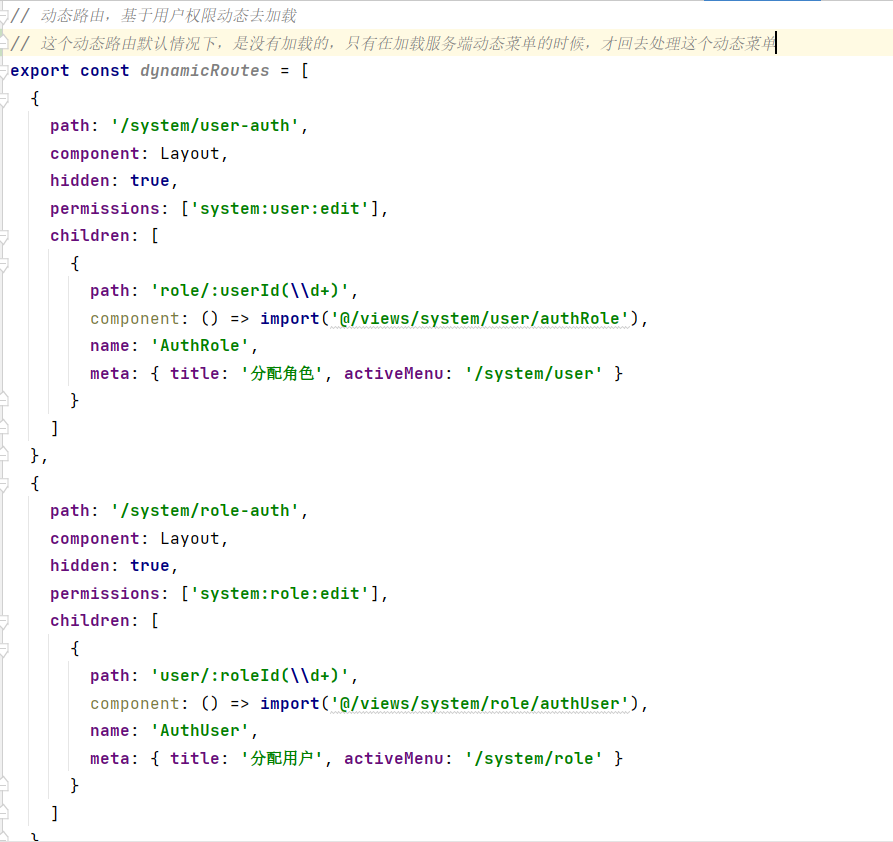 // 动态路由，基于用户权限动态去加载
// 这个动态路由默认情况下，是没有加载的，只有在加载服务端动态菜单的时候，才回去处理这个动态菜单
export const dynamicRoutes = [
  {
    path: '/system/user-auth',
    component: Layout,
    hidden: true,
    permissions: ['system:user:edit'],
    children: [
      {
        path: 'role/:userId(\\d+)',
        component: () => import('@/views/system/user/authRole'),
        name: 'AuthRole',
        meta: { title: '分配角色', activeMenu: '/system/user' }
      }
    ]
  },
  {
    path: '/system/role-auth',
    component: Layout,
    hidden: true,
    permissions: ['system:role:edit'],
    children: [
      {
        path: 'user/:roleId(\\d+)',
        component: () => import('@/views/system/role/authUser'),
        name: 'AuthUser',
        meta: { title: '分配用户', activeMenu: '/system/role' }
      }
    ]
  }